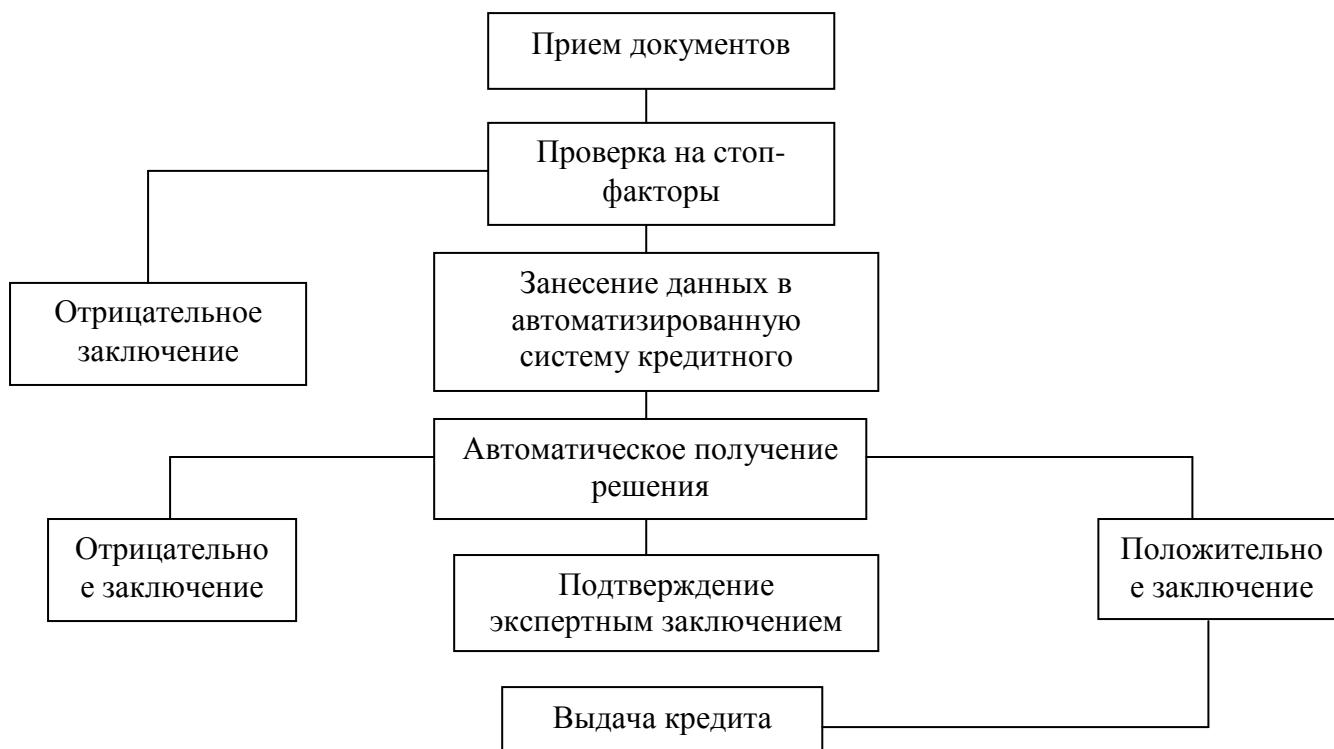 Прием документов
Проверка на стоп-
факторы
Занесение данных в
автоматизированную
систему кредитного
Отрицательное
заключение
Автоматическое получение
решения
Отрицательно
е заключение
Подтверждение
экспертным заключением
Положительно
е заключение
Выдача кредита